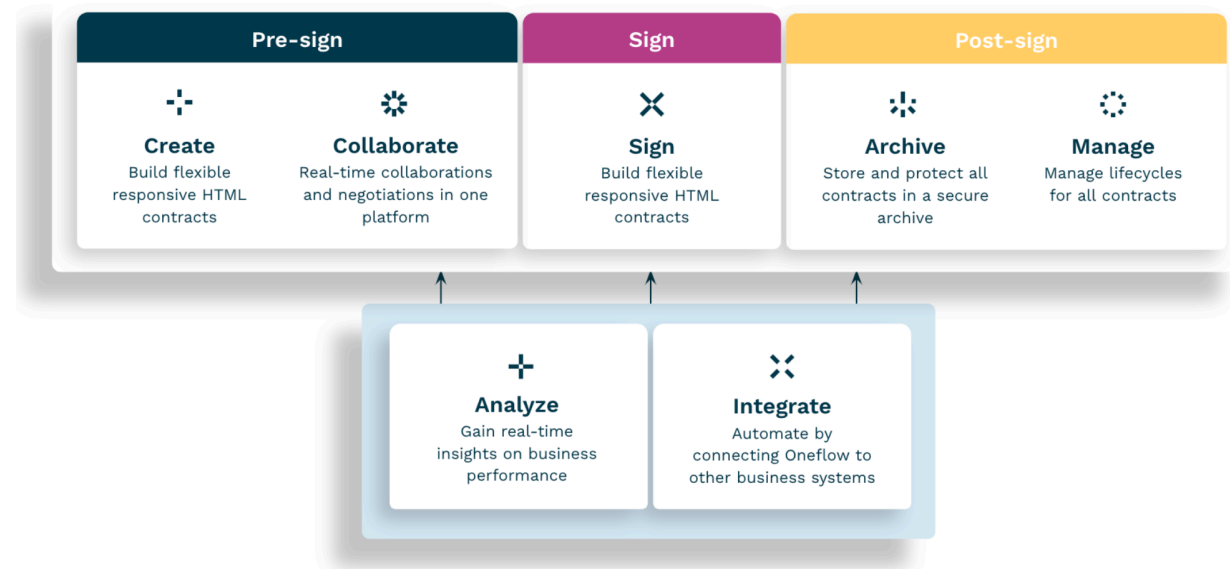 Pre-sign
Create
Build flexible
responsive HTML
contracts
Collaborate
Real-time collaborations
and negotiations in one
platform
Sign
Sign
Build flexible
responsive HTML
contracts
Post-sign
Archive
Store and protect all
contracts in a secure
archive
Manage
Manage lifecycles
for all contracts
Analyze
Gain real-time
insights on business
performance
Integrate
Automate by
connecting Oneflow to
other business systems